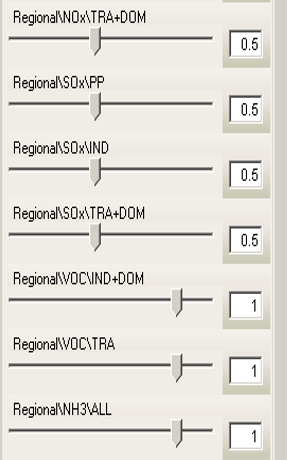 Regional\NOx\TRA+DOM
0.5
Regional\SOx\PP
0.5
Regional\SOx\IND
0.5
Regional\SOx\TRA+DOM
0.5
Regional\VOC\IND+DOM
1
Regional\VOC\TRA
1
Regional\NH3\ALL
1